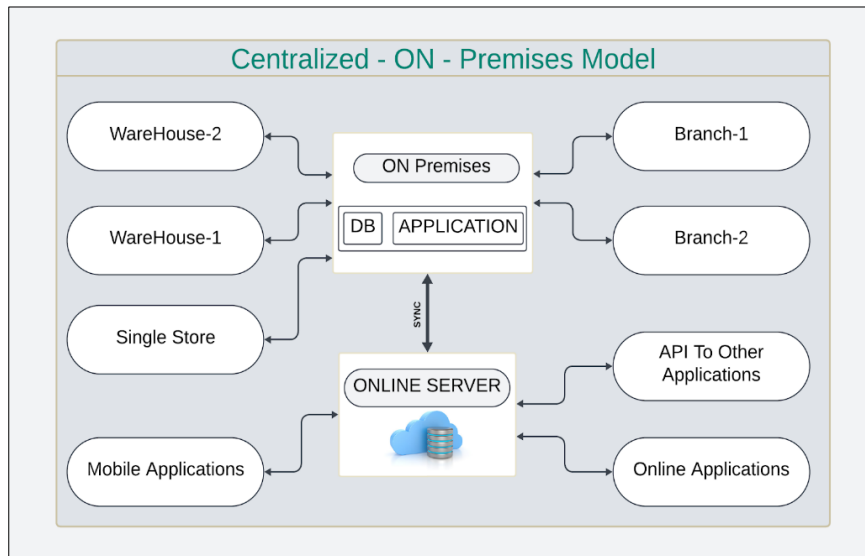 Centralized - ON - Premises Model
WareHouse-2
ON Premises
Branch-1
WareHouse-1
DB
APPLICATION
Branch-2
Single Store
SYNC
API To Other
Applications
ONLINE SERVER
Mobile Applications
Online Applications